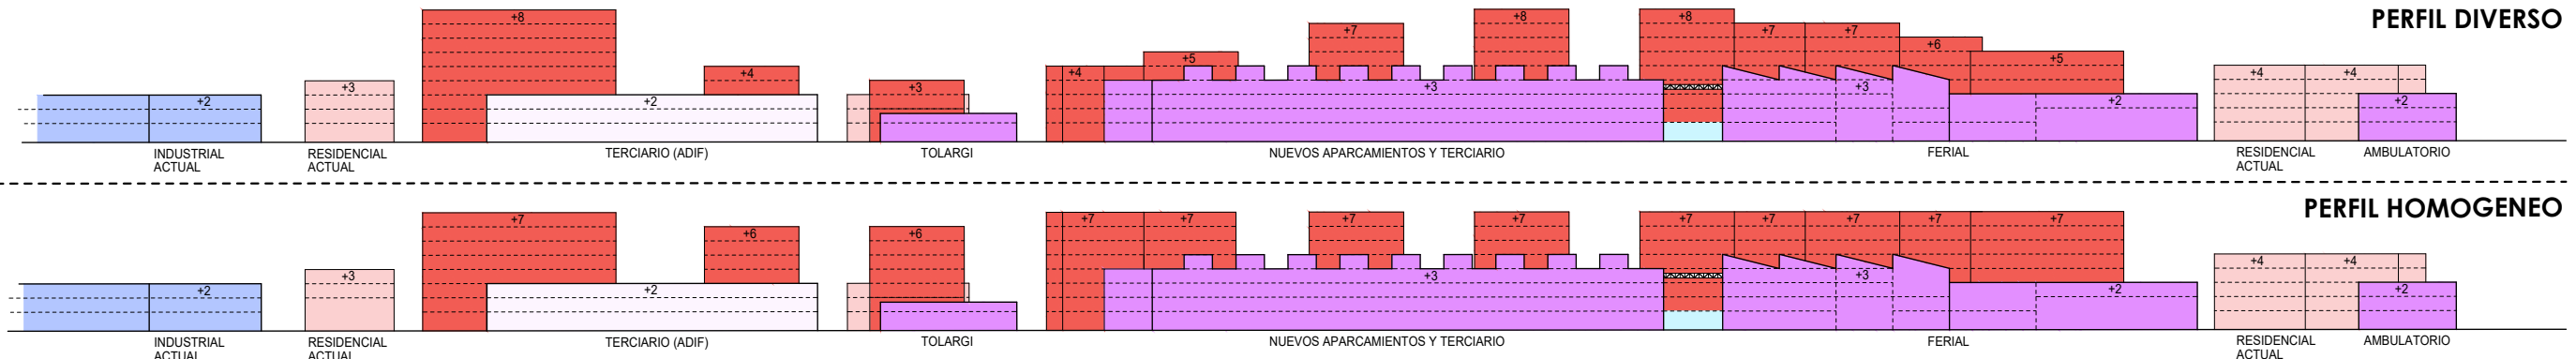 PERFIL DIVERSO
+2
+3
+8
+2
+4
+3
+4
+5
+7
+8
+3
+8
+7
+7
+6
+5
+3
+2
+4
+4
+2
INDUSTRIAL
ACTUAL
RESIDENCIAL
ACTUAL
TERCIARIO (ADIF)
TOLARGI
NUEVOS APARCAMIENTOS Y TERCIARIO
FERIAL
RESIDENCIAL
ACTUAL
AMBULATORIO
PERFIL HOMOGENEO
+2
+3
+7
+2
+6
+6
+7
+7
+7
+7
+3
+7
+7
+7
+7
+7
+3
+2
+4
+4
+2
INDUSTRIAL
ACTUAL
RESIDENCIAL
ACTUAL
TERCIARIO (ADIF)
TOLARGI
NUEVOS APARCAMIENTOS Y TERCIARIO
FERIAL
RESIDENCIAL
ACTUAL
AMBULATORIO